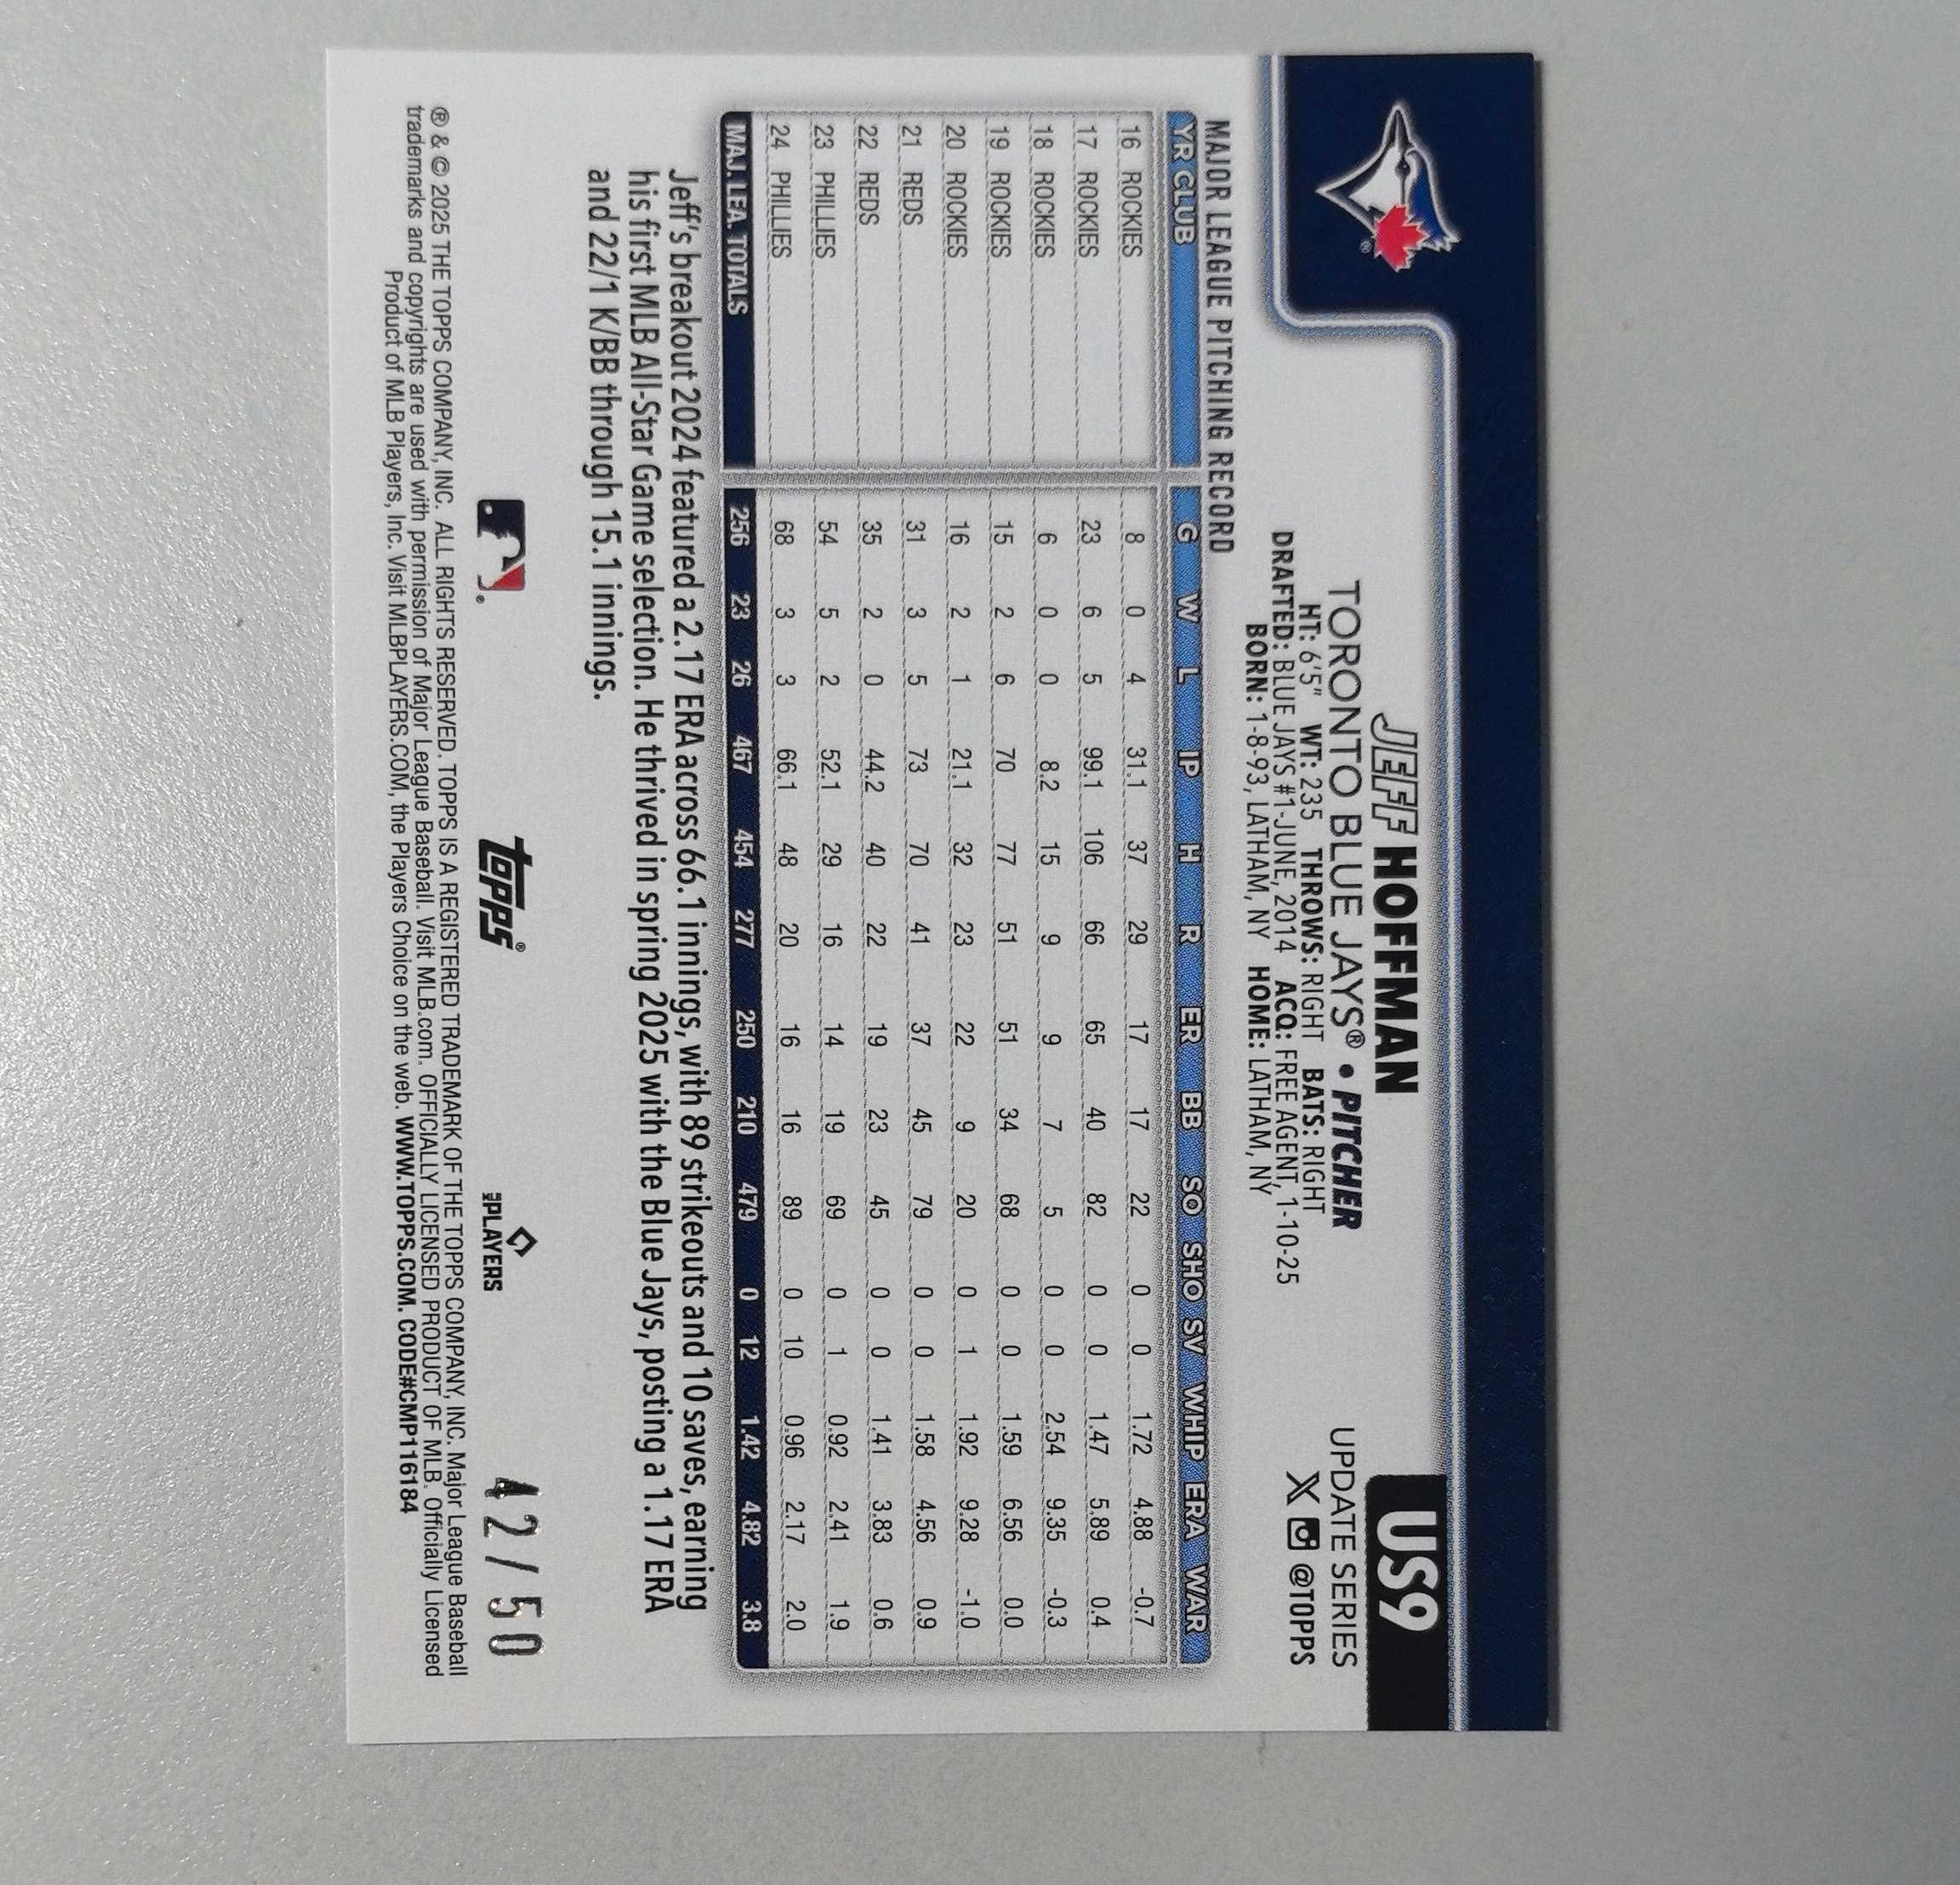 US9
JEFF HOFFMAN
TORONTO BLUE JAYS® • PITCHER
UPDATE SERIES
HT: 6'5" WT: 235 THROWS: RIGHT BATS: RIGHT
@TOPPS
DRAFTED: BLUE JAYS #1-JUNE, 2014 ACQ: FREE AGENT, 1-10-25
BORN: 1-8-93, LATHAM, NY HOME: LATHAM, NY
MAJOR LEAGUE PITCHING RECORD
YR CLUB G W L IP H R ER BB SO SHO SV WHIP ERA WAR
16 ROCKIES 8 0 4 31.1 37 29 17 17 22 0 0 1.72 4.88 -0.7
17 ROCKIES 23 6 5 99.1 106 66 65 40 82 0 0 1.47 5.89 0.4
18 ROCKIES 6 0 0 8.2 15 9 9 7 5 0 0 2.54 9.35 -0.3
19 ROCKIES 15 2 6 70 77 51 51 34 68 0 0 1.59 6.56 0.0
20 ROCKIES 16 2 1 21.1 32 23 22 9 20 0 1 1.92 9.28 -1.0
21 REDS 31 3 5 73 70 41 37 45 79 0 0 1.58 4.56 0.9
22 REDS 35 2 0 44.2 40 22 19 23 45 0 0 1.41 3.83 0.6
23 PHILLIES 54 5 2 52.1 29 16 14 19 69 0 1 0.92 2.41 1.9
24 PHILLIES 68 3 3 66.1 48 20 16 16 89 0 10 0.96 2.17 2.0
MAJ. LEA. TOTALS 256 23 26 467 454 277 250 210 479 0 12 1.42 4.82 3.8
Jeff's breakout 2024 featured a 2.17 ERA across 66.1 innings, with 89 strikeouts and 10 saves, earning
his first MLB All-Star Game selection. He thrived in spring 2025 with the Blue Jays, posting a 1.17 ERA
and 22/1 K/BB through 15.1 innings.
topps®
PLAYERS
42/50
® & © 2025 THE TOPPS COMPANY, INC. ALL RIGHTS RESERVED. TOPPS IS A REGISTERED TRADEMARK OF THE TOPPS COMPANY, INC. Major League Baseball
trademarks and copyrights are used with permission of Major League Baseball. Visit MLB.com. OFFICIALLY LICENSED PRODUCT OF MLB. Officially Licensed
Product of MLB Players, Inc. Visit MLBPLAYERS.COM, the Players Choice on the web. WWW.TOPPS.COM. CODE#CMP116184